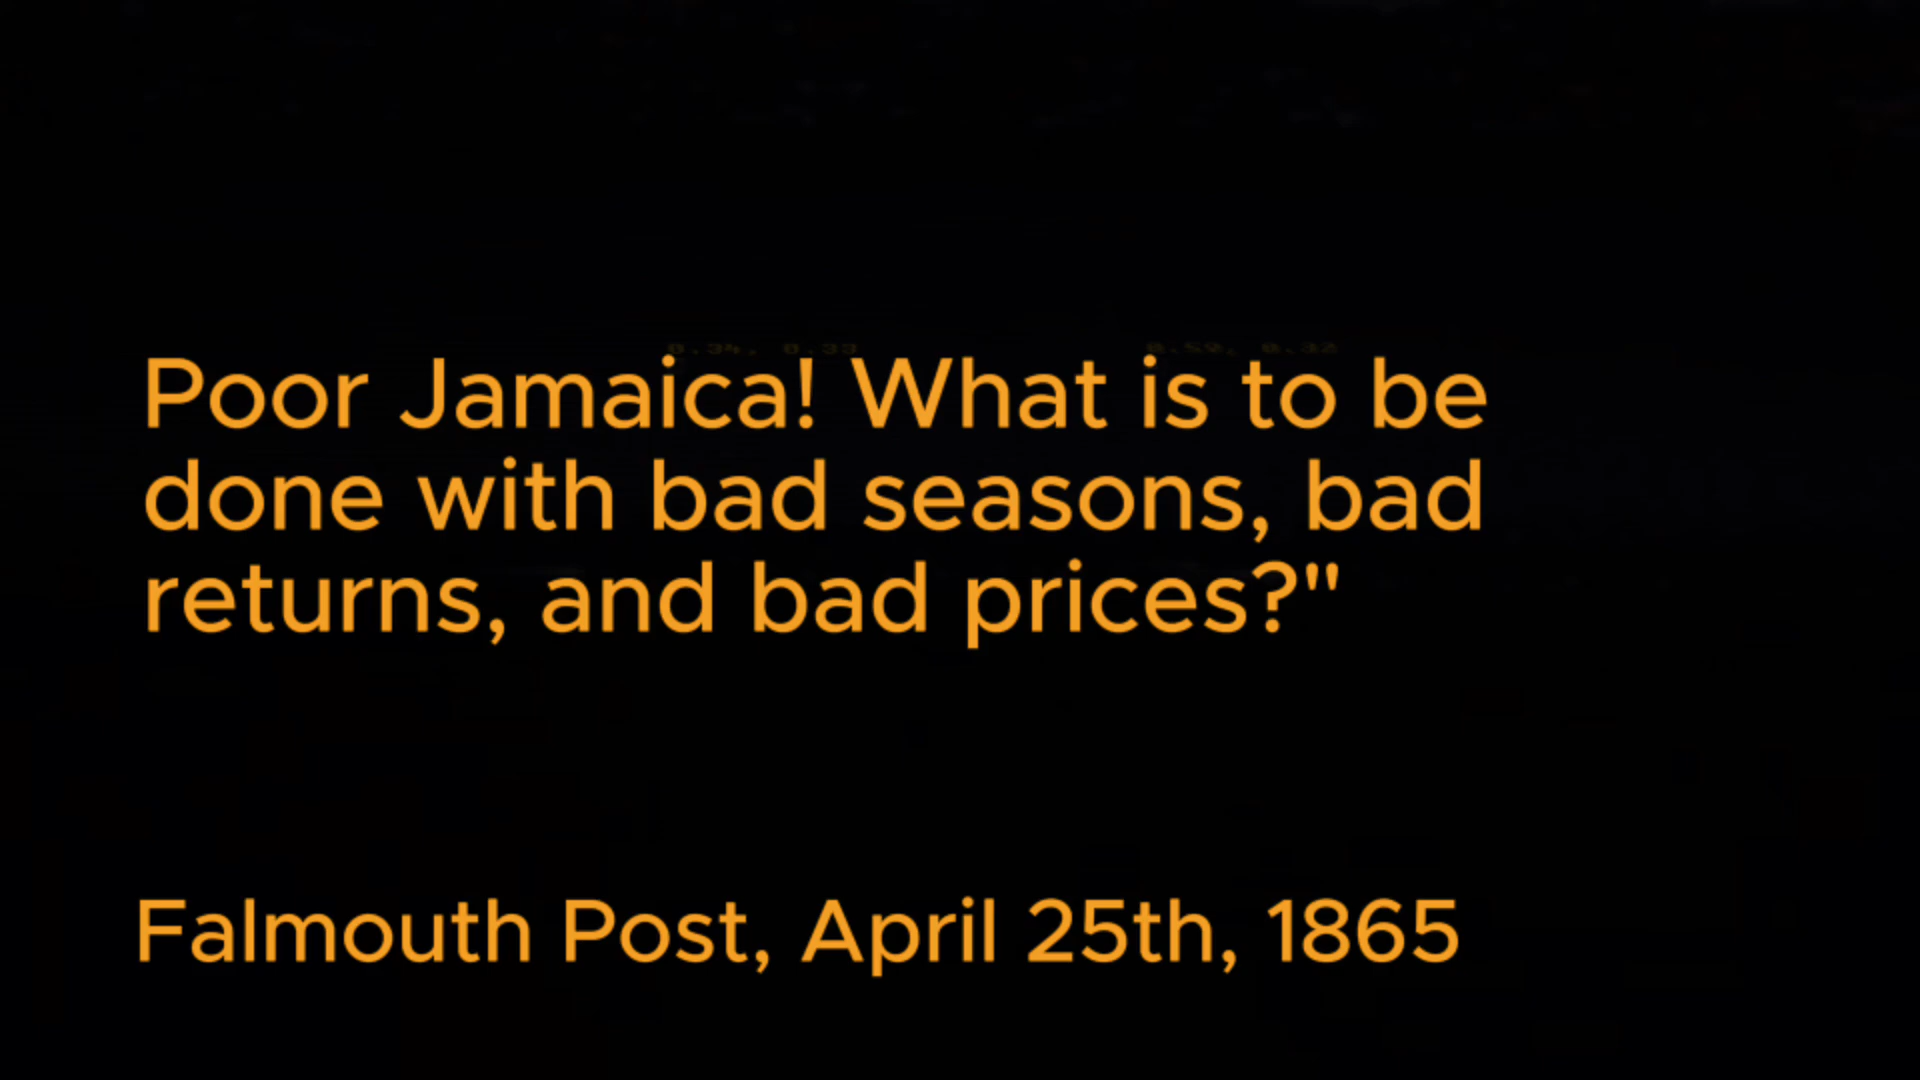 Poor Jamaica! What is to be
done with bad seasons, bad
returns, and bad prices?"
Falmouth Post, April 25th, 1865